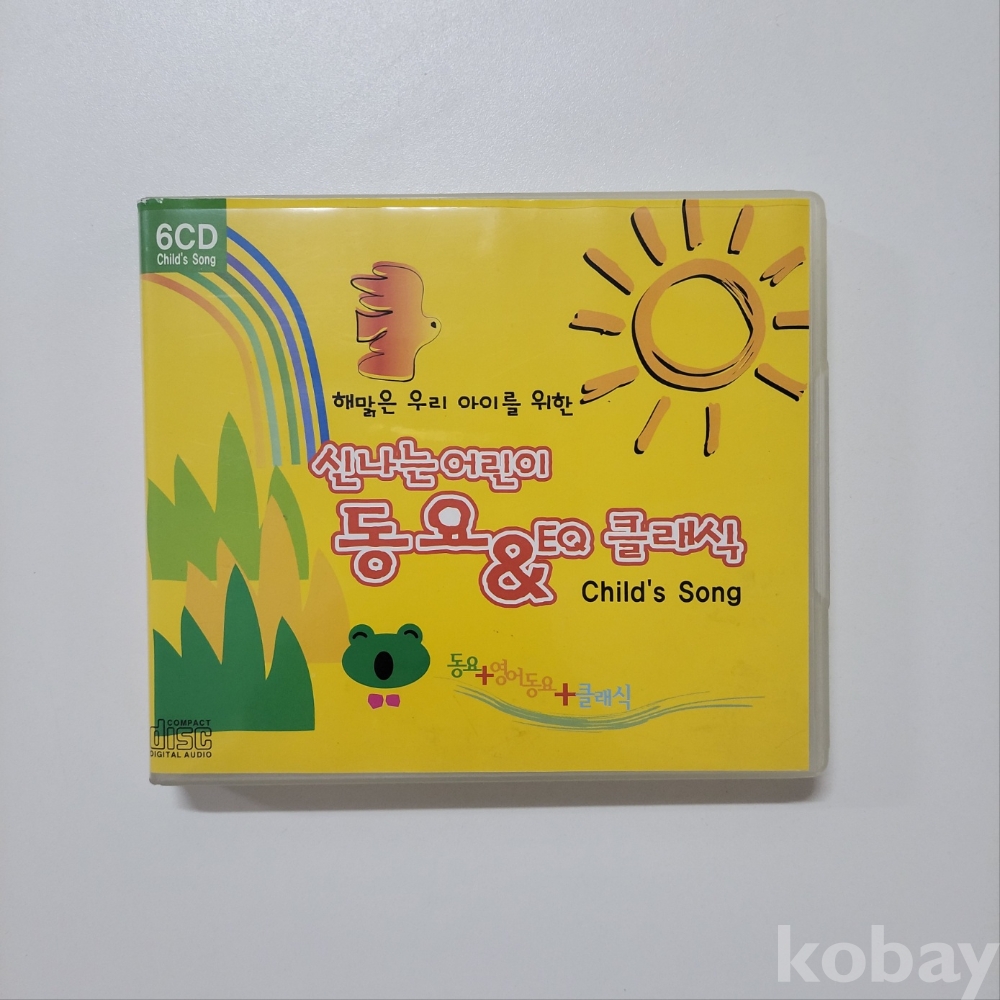 6CD
Child's Song
해맑은 우리 아이를 위한
신나는 어린이
동요 & EQ 클래식
Child's Song
동요+영어동요+클래식
COMPACT
disc
DIGITAL AUDIO
kobay